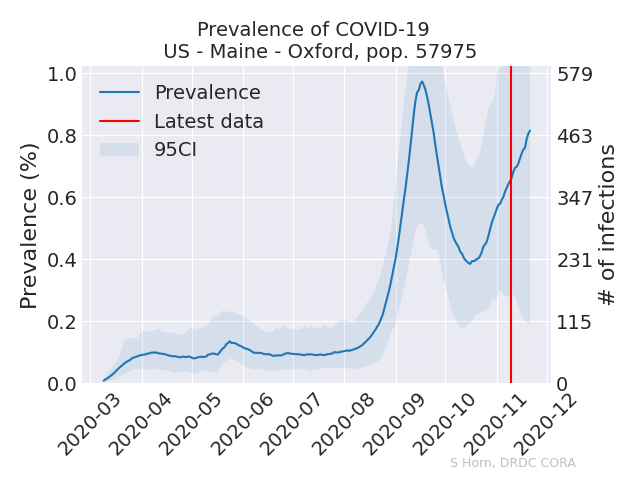 Prevalence of COVID-19
US - Maine - Oxford, pop. 57975
Prevalence (%)
1.0
0.8
0.6
0.4
0.2
0.0
Prevalence
Latest data
95CI
579
463
347
231
115
0
# of infections
2020-03
2020-04
2020-05
2020-06
2020-07
2020-08
2020-09
2020-10
2020-11
2020-12
S Horn, DRDC CORA